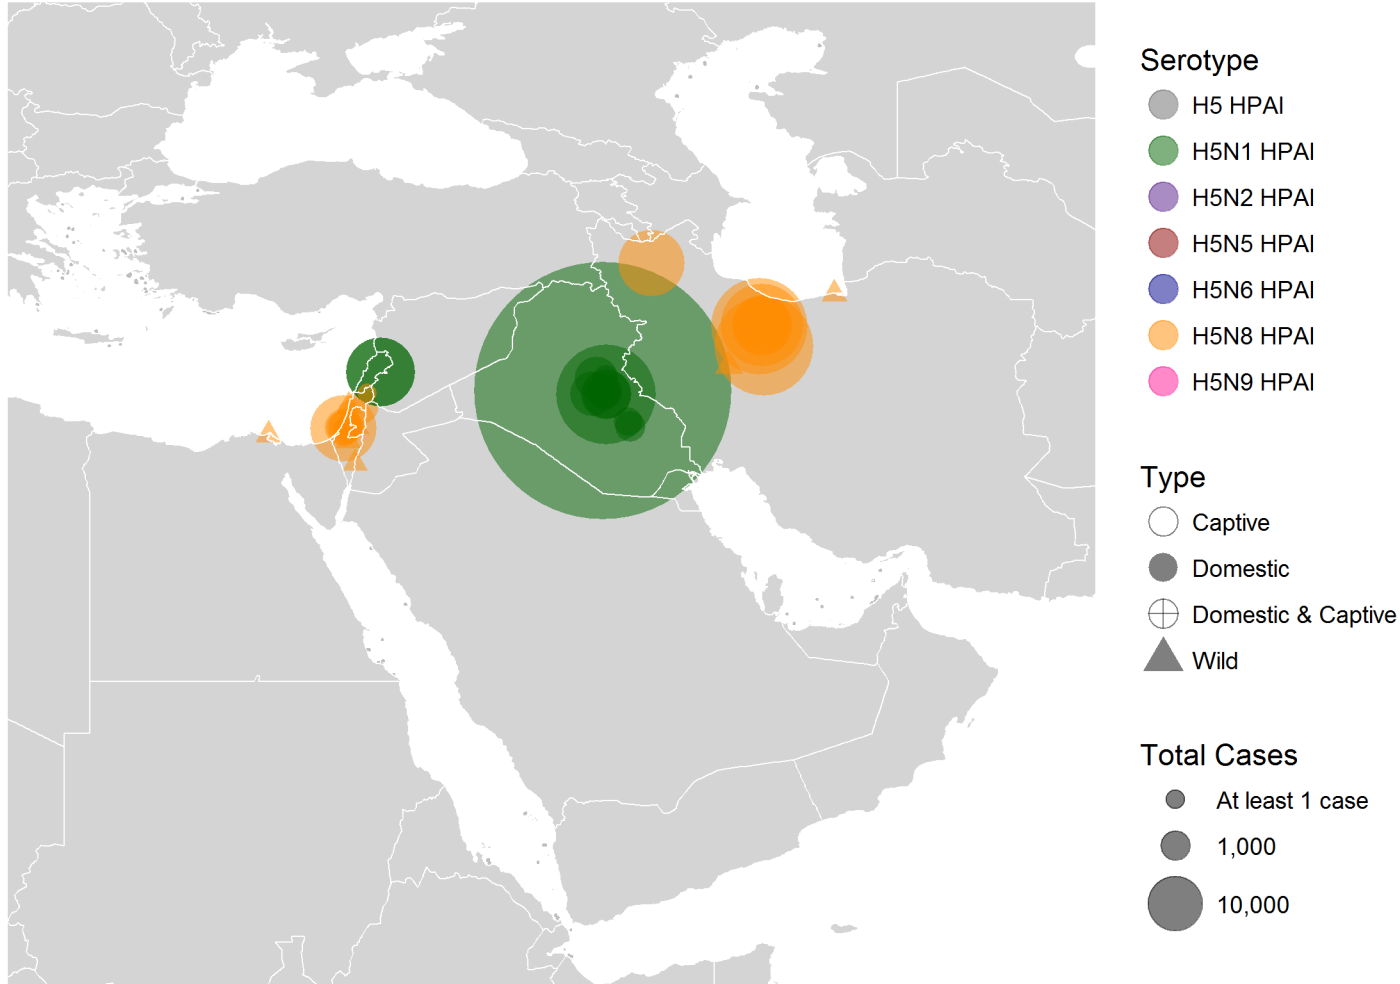 Serotype
H5 HPAI
H5N1 HPAI
H5N2 HPAI
H5N5 HPAI
H5N6 HPAI
H5N8 HPAI
H5N9 HPAI
Type
Captive
Domestic
Domestic & Captive
Wild
Total Cases
At least 1 case
1,000
10,000